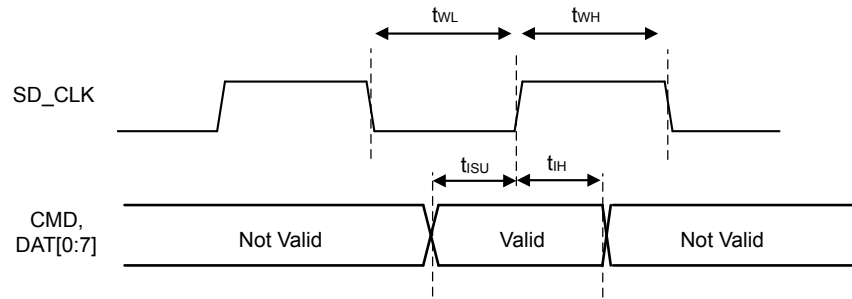 tWL
tWH
SD_CLK
tISU
tIH
CMD,
DAT[0:7]
Not Valid
Valid
Not Valid